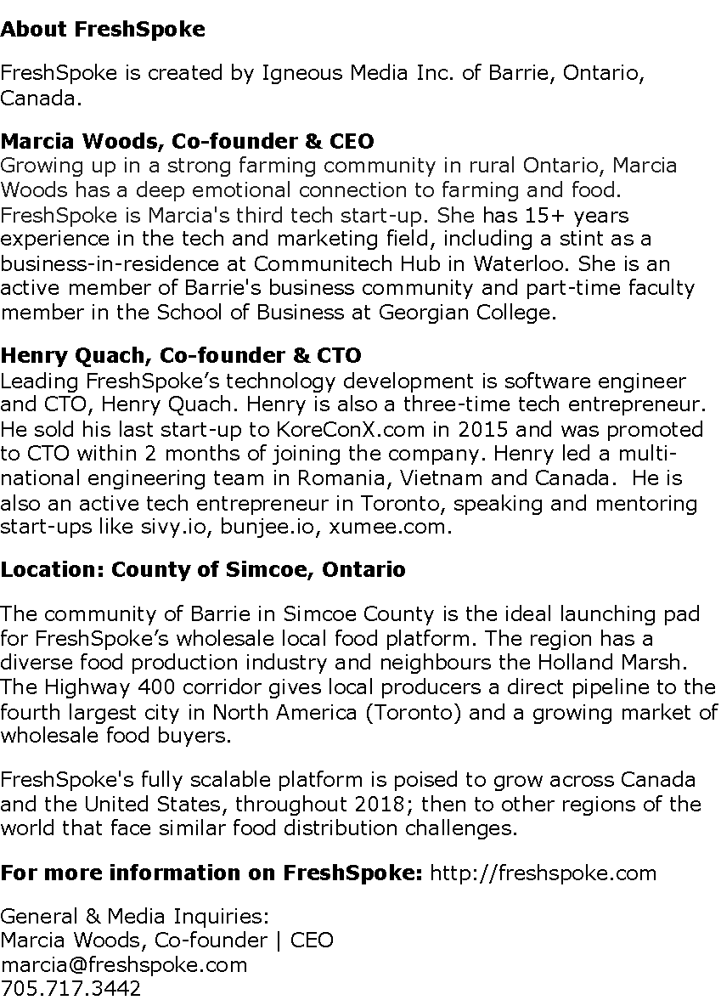 About FreshSpoke
FreshSpoke is created by Igneous Media Inc. of Barrie, Ontario,
Canada.
Marcia Woods, Co-founder & CEO
Growing up in a strong farming community in rural Ontario, Marcia
Woods has a deep emotional connection to farming and food.
FreshSpoke is Marcia's third tech start-up. She has 15+ years
experience in the tech and marketing field, including a stint as a
business-in-residence at Communitech Hub in Waterloo. She is an
active member of Barrie's business community and part-time faculty
member in the School of Business at Georgian College.
Henry Quach, Co-founder & CTO
Leading FreshSpoke’s technology development is software engineer
and CTO, Henry Quach. Henry is also a three-time tech entrepreneur.
He sold his last start-up to KoreConX.com in 2015 and was promoted
to CTO within 2 months of joining the company. Henry led a multi-
national engineering team in Romania, Vietnam and Canada.  He is
also an active tech entrepreneur in Toronto, speaking and mentoring
start-ups like sivy.io, bunjee.io, xumee.com.
Location: County of Simcoe, Ontario
The community of Barrie in Simcoe County is the ideal launching pad
for FreshSpoke’s wholesale local food platform. The region has a
diverse food production industry and neighbours the Holland Marsh.
The Highway 400 corridor gives local producers a direct pipeline to the
fourth largest city in North America (Toronto) and a growing market of
wholesale food buyers.
FreshSpoke's fully scalable platform is poised to grow across Canada
and the United States, throughout 2018; then to other regions of the
world that face similar food distribution challenges.
For more information on FreshSpoke: http://freshspoke.com
General & Media Inquiries:
Marcia Woods, Co-founder | CEO
marcia@freshspoke.com
705.717.3442